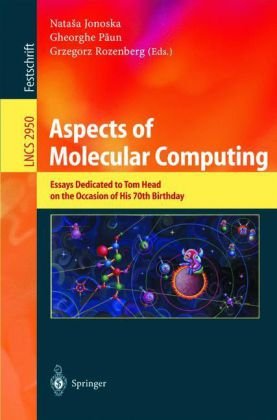 Nataša Jonoska
Gheorghe Păun
Grzegorz Rozenberg (Eds.)
Festschrift
LNCS 2950
Aspects of
Molecular Computing
Essays Dedicated to Tom Head
on the Occasion of His 70th Birthday
Springer